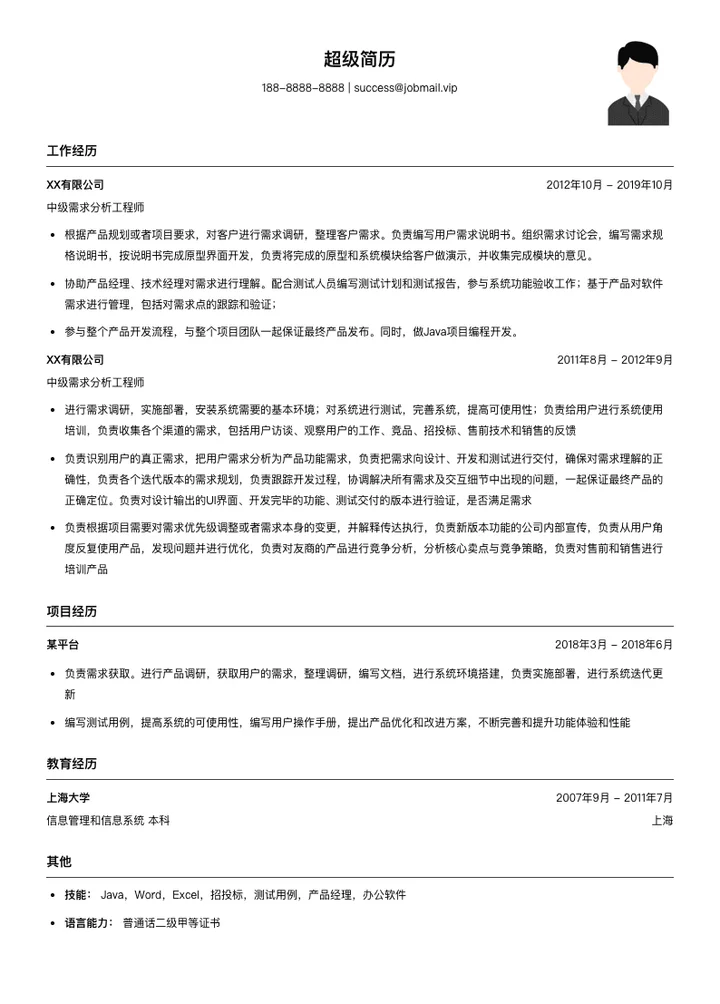 超级简历
188-8888-8888 | success@jobmail.vip
工作经历
XX有限公司 2012年10月 – 2019年10月
中级需求分析工程师
• 根据产品规划或者项目要求，对客户进行需求调研，整理客户需求。负责编写用户需求说明书。组织需求讨论会，编写需求规
格说明书，按说明书完成原型界面开发，负责将完成的原型和系统模块给客户做演示，并收集完成模块的意见。
• 协助产品经理、技术经理对需求进行理解。配合测试人员编写测试计划和测试报告，参与系统功能验收工作；基于产品对软件
需求进行管理，包括对需求点的跟踪和验证；
• 参与整个产品开发流程，与整个项目团队一起保证最终产品发布。同时，做Java项目编程开发。
XX有限公司 2011年8月 – 2012年9月
中级需求分析工程师
• 进行需求调研，实施部署，安装系统需要的基本环境；对系统进行测试，完善系统，提高可使用性；负责给用户进行系统使用
培训，负责收集各个渠道的需求，包括用户访谈、观察用户的工作、竞品、招投标、售前技术和销售的反馈
• 负责识别用户的真正需求，把用户需求分析为产品功能需求，负责把需求向设计、开发和测试进行交付，确保对需求理解的正
确性，负责各个迭代版本的需求规划，负责跟踪开发过程，协调解决所有需求及交互细节中出现的问题，一起保证最终产品的
正确定位。负责对设计输出的UI界面、开发完毕的功能、测试交付的版本进行验证，是否满足需求
• 负责根据项目需要对需求优先级调整或者需求本身的变更，并解释传达执行，负责新版本功能的公司内部宣传，负责从用户角
度反复使用产品，发现问题并进行优化，负责对友商的产品进行竞争分析，分析核心卖点与竞争策略，负责对售前和销售进行
培训产品
项目经历
某平台 2018年3月 – 2018年6月
• 负责需求获取。进行产品调研，获取用户的需求，整理调研，编写文档，进行系统环境搭建，负责实施部署，进行系统迭代更
新
• 编写测试用例，提高系统的可使用性，编写用户操作手册，提出产品优化和改进方案，不断完善和提升功能体验和性能
教育经历
上海大学 2007年9月 – 2011年7月
信息管理和信息系统 本科 上海
其他
• 技能： Java，Word，Excel，招投标，测试用例，产品经理，办公软件
• 语言能力： 普通话二级甲等证书